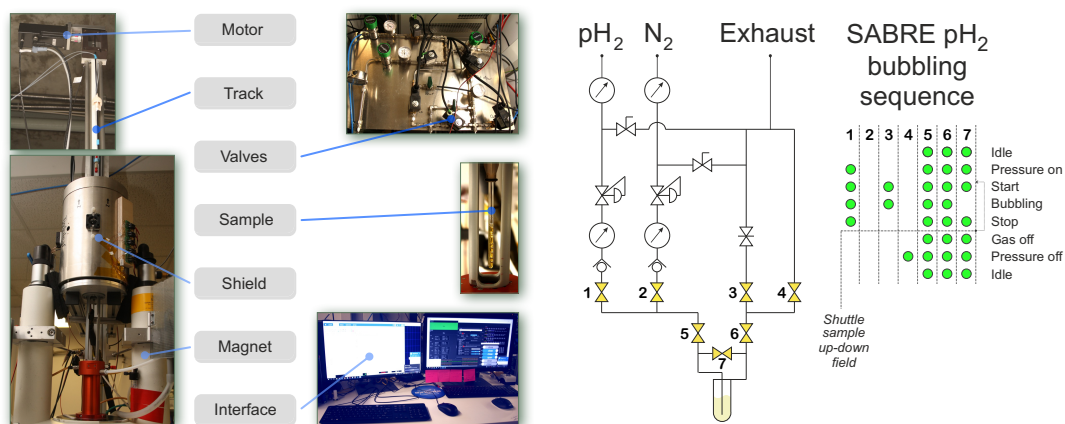 Motor
Track
Valves
Sample
Shield
Magnet
Interface
pH₂ N₂ Exhaust
1 2 3 4
5 6
7
SABRE pH₂
bubbling
sequence
1 2 3 4 5 6 7
Idle
Pressure on
Start
Bubbling
Stop
Gas off
Pressure off
Idle
Shuttle
sample
up-down
field